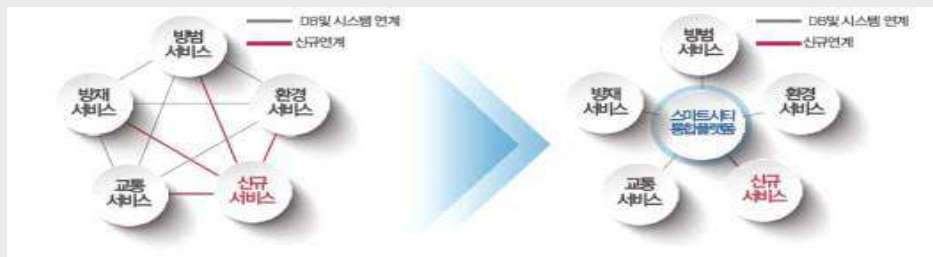 DB및 시스템 연계
신규연계
방범
서비스
방재
서비스
환경
서비스
교통
서비스
신규
서비스
DB및 시스템 연계
신규연계
방범
서비스
방재
서비스
환경
서비스
스마트시티
통합플랫폼
교통
서비스
신규
서비스